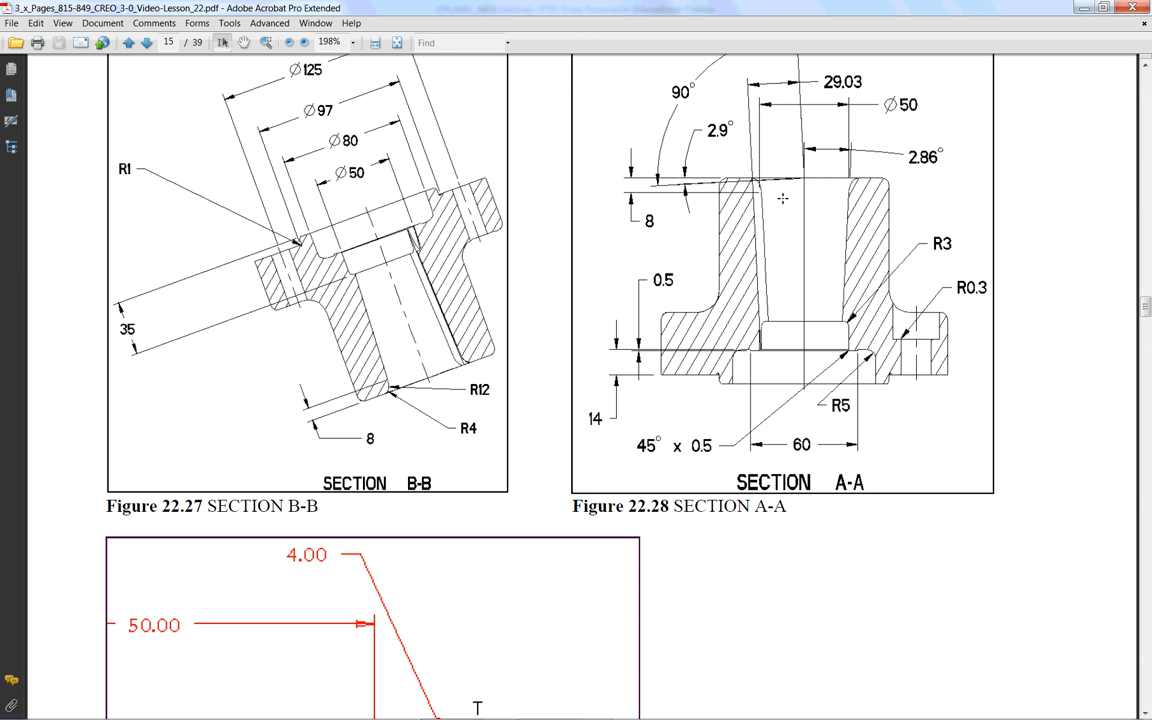 3_x_Pages_815-849_CREO_3-0_Video-Lesson_22.pdf - Adobe Acrobat Pro Extended
File Edit View Document Comments Forms Tools Advanced Window Help
15 / 39 198% Find
∅125
∅97
∅80
∅50
R1
35
8
R12
R4
SECTION B-B
90°
29.03
∅50
2.9°
2.86°
8
R3
0.5
R0.3
14
R5
45° x 0.5
60
SECTION A-A
Figure 22.27 SECTION B-B
Figure 22.28 SECTION A-A
4.00
50.00
T